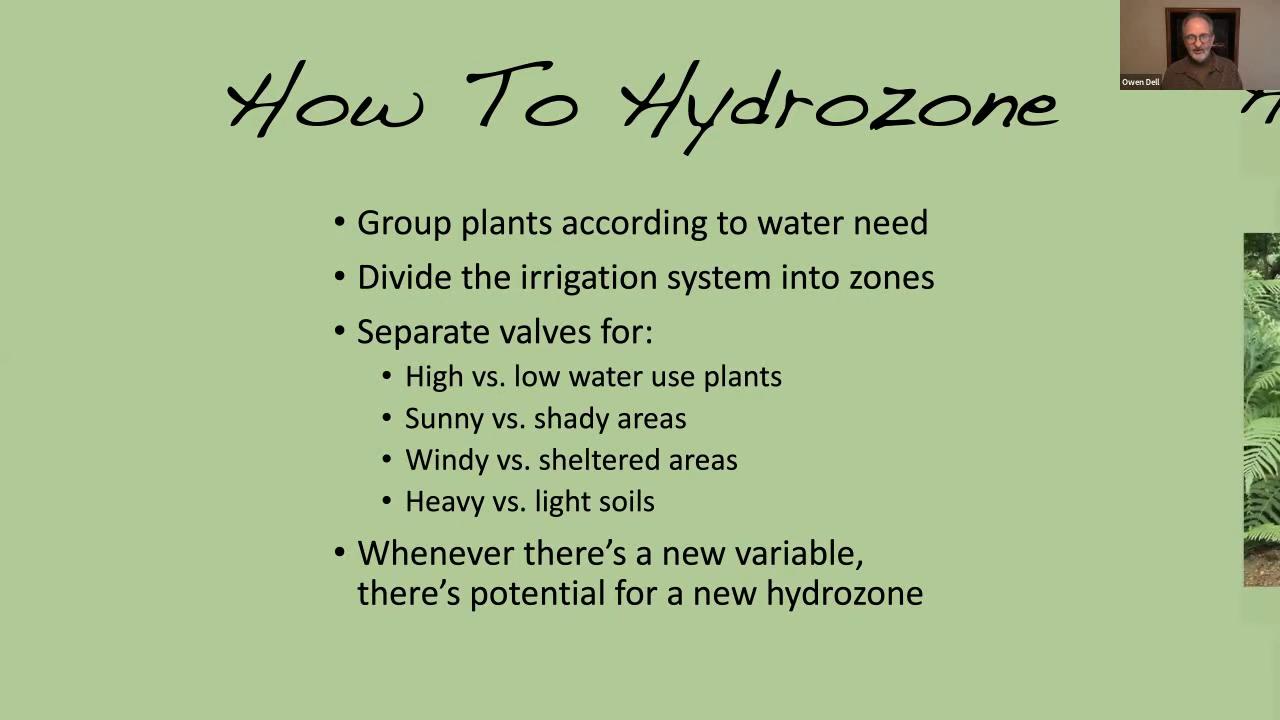 How To Hydrozone
Owen Dell
• Group plants according to water need
• Divide the irrigation system into zones
• Separate valves for:
• High vs. low water use plants
• Sunny vs. shady areas
• Windy vs. sheltered areas
• Heavy vs. light soils
• Whenever there’s a new variable,
there’s potential for a new hydrozone